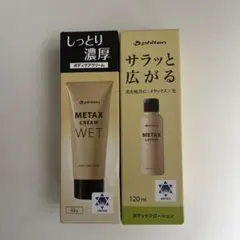 しっとり
濃厚
ボディケアクリーム
phiten
METAX
CREAM
WET
phiten
サラッと
広がる
METAX
LOTION
120ml
ボディケアローション